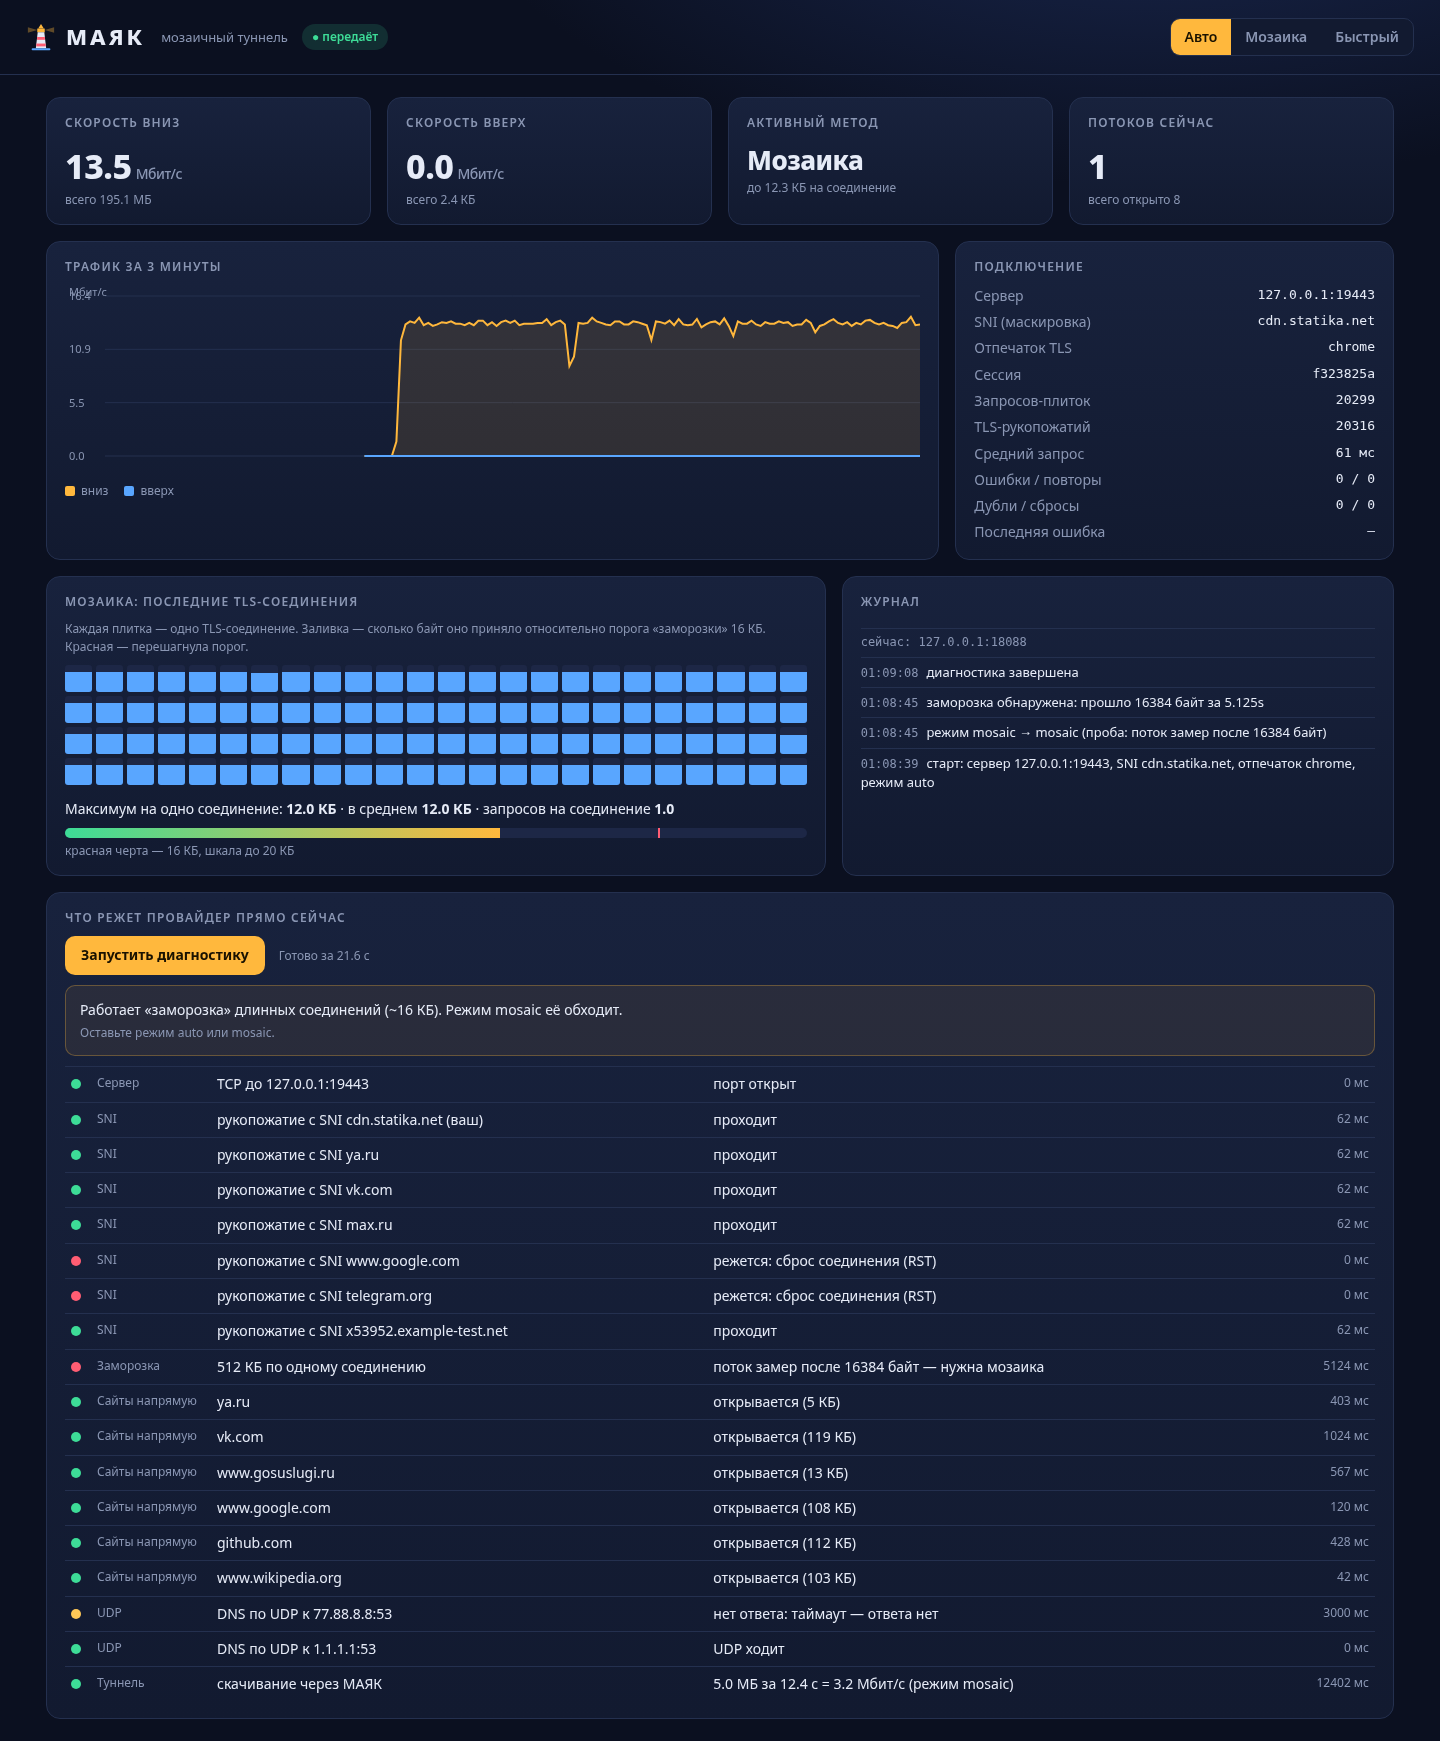 МАЯК мозаичный туннель ● передаёт Авто Мозаика Быстрый
СКОРОСТЬ ВНИЗ
13.5 Мбит/с
всего 195.1 МБ
СКОРОСТЬ ВВЕРХ
0.0 Мбит/с
всего 2.4 КБ
АКТИВНЫЙ МЕТОД
Мозаика
до 12.3 КБ на соединение
ПОТОКОВ СЕЙЧАС
1
всего открыто 8
ТРАФИК ЗА 3 МИНУТЫ
Мбит/с
16.4
10.9
5.5
0.0
вниз вверх
ПОДКЛЮЧЕНИЕ
Сервер 127.0.0.1:19443
SNI (маскировка) cdn.statika.net
Отпечаток TLS chrome
Сессия f323825a
Запросов-плиток 20299
TLS-рукопожатий 20316
Средний запрос 61 мс
Ошибки / повторы 0 / 0
Дубли / сбросы 0 / 0
Последняя ошибка —
МОЗАИКА: ПОСЛЕДНИЕ TLS-СОЕДИНЕНИЯ
Каждая плитка — одно TLS-соединение. Заливка — сколько байт оно приняло относительно порога «заморозки» 16 КБ.
Красная — перешагнула порог.
Максимум на одно соединение: 12.0 КБ · в среднем 12.0 КБ · запросов на соединение 1.0
красная черта — 16 КБ, шкала до 20 КБ
ЖУРНАЛ
сейчас: 127.0.0.1:18088
01:09:08 диагностика завершена
01:08:45 заморозка обнаружена: прошло 16384 байт за 5.125s
01:08:45 режим mosaic → mosaic (проба: поток замер после 16384 байт)
01:08:39 старт: сервер 127.0.0.1:19443, SNI cdn.statika.net, отпечаток chrome,
режим auto
ЧТО РЕЖЕТ ПРОВАЙДЕР ПРЯМО СЕЙЧАС
Запустить диагностику Готово за 21.6 с
Работает «заморозка» длинных соединений (~16 КБ). Режим mosaic её обходит.
Оставьте режим auto или mosaic.
Сервер TCP до 127.0.0.1:19443 порт открыт 0 мс
SNI рукопожатие с SNI cdn.statika.net (ваш) проходит 62 мс
SNI рукопожатие с SNI ya.ru проходит 62 мс
SNI рукопожатие с SNI vk.com проходит 62 мс
SNI рукопожатие с SNI max.ru проходит 62 мс
SNI рукопожатие с SNI www.google.com режется: сброс соединения (RST) 0 мс
SNI рукопожатие с SNI telegram.org режется: сброс соединения (RST) 0 мс
SNI рукопожатие с SNI x53952.example-test.net проходит 62 мс
Заморозка 512 КБ по одному соединению поток замер после 16384 байт — нужна мозаика 5124 мс
Сайты напрямую ya.ru открывается (5 КБ) 403 мс
Сайты напрямую vk.com открывается (119 КБ) 1024 мс
Сайты напрямую www.gosuslugi.ru открывается (13 КБ) 567 мс
Сайты напрямую www.google.com открывается (108 КБ) 120 мс
Сайты напрямую github.com открывается (112 КБ) 428 мс
Сайты напрямую www.wikipedia.org открывается (103 КБ) 42 мс
UDP DNS по UDP к 77.88.8.8:53 нет ответа: таймаут — ответа нет 3000 мс
UDP DNS по UDP к 1.1.1.1:53 UDP ходит 0 мс
Туннель скачивание через МАЯК 5.0 МБ за 12.4 с = 3.2 Мбит/с (режим mosaic) 12402 мс